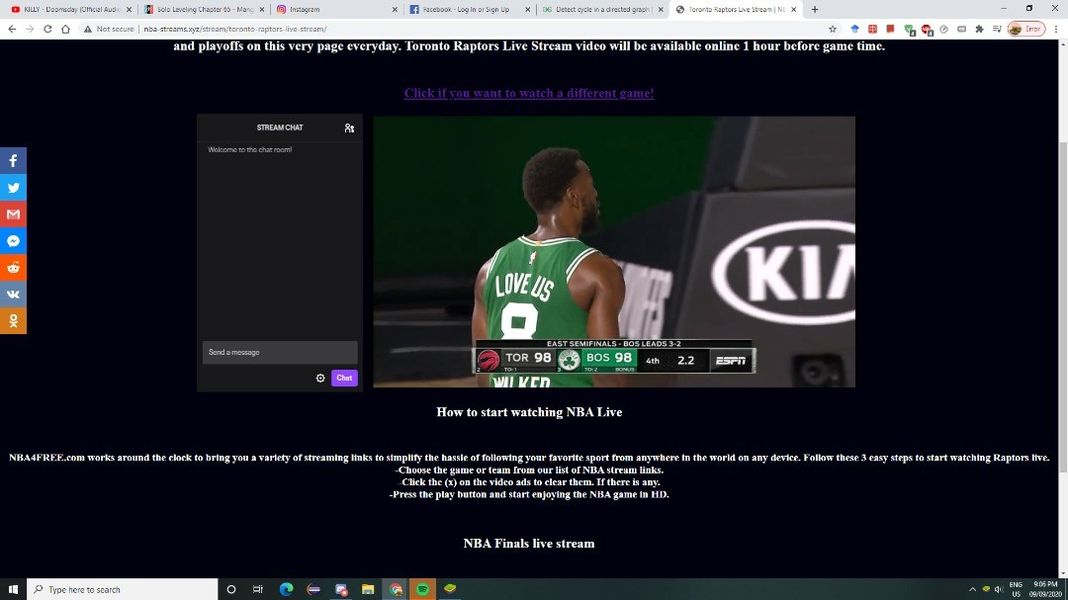 KILLY - Doomsday (Official Audio
Solo Leveling Chapter 65 - Mang
Instagram
Facebook - Log In or Sign Up
Detect cycle in a directed graph
Toronto Raptors Live Stream | NB
Not secure | nba-streams.xyz/stream/toronto-raptors-live-stream/
Error
and playoffs on this very page everyday. Toronto Raptors Live Stream video will be available online 1 hour before game time.
Click if you want to watch a different game!
STREAM CHAT
Welcome to the chat room!
Send a message
Chat
KIA
LOVE US
8
WALKER
EAST SEMIFINALS - BOS LEADS 3-2
2 TOR 98 3 BOS 98 4th 2.2 ESPN
TO: 1 TO: 2 BONUS
How to start watching NBA Live
NBA4FREE.com works around the clock to bring you a variety of streaming links to simplify the hassle of following your favorite sport from anywhere in the world on any device. Follow these 3 easy steps to start watching Raptors live.
-Choose the game or team from our list of NBA stream links.
-Click the (x) on the video ads to clear them. If there is any.
-Press the play button and start enjoying the NBA game in HD.
NBA Finals live stream
Type here to search
ENG
US
9:06 PM
09/09/2020